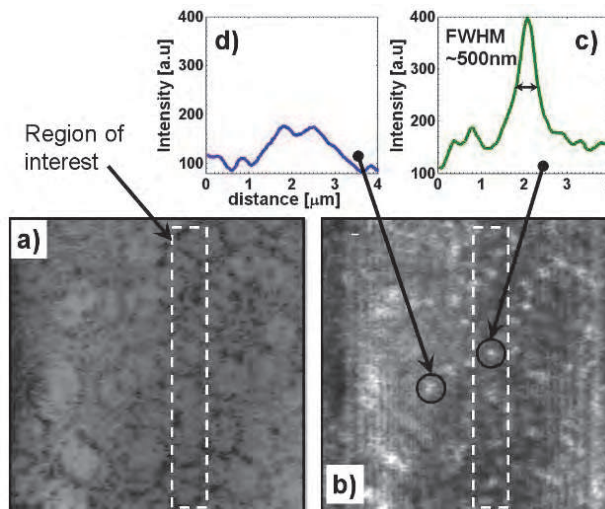 d)
Intensity [a.u]
400
300
200
100
0
1
2
3
4
distance [μm]
c)
FWHM
~500nm
Intensity [a.u]
400
300
200
100
0
1
2
3
Region of
interest
a)
b)